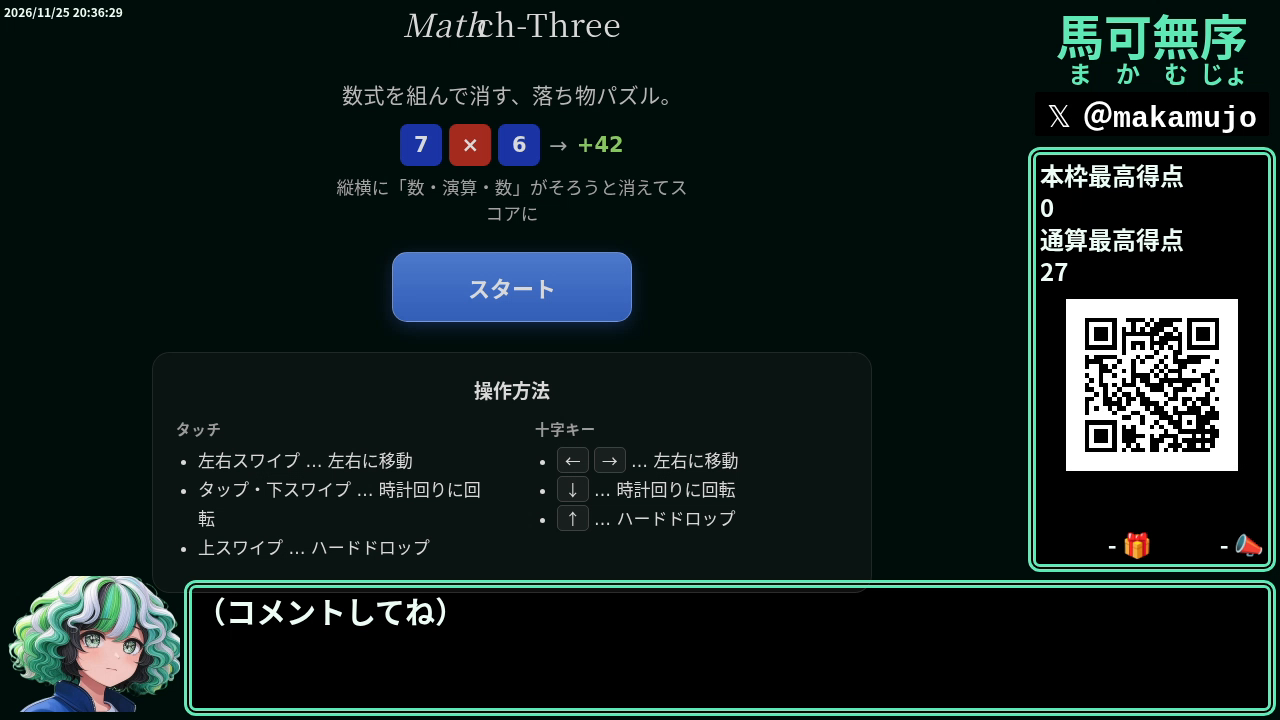 2026/11/25 20:36:29
Mathch-Three
数式を組んで消す、落ち物パズル。
7 × 6 → +42
縦横に「数・演算・数」がそろうと消えてス
コアに
スタート
操作方法
タッチ
左右スワイプ … 左右に移動
タップ・下スワイプ … 時計回りに回
転
上スワイプ … ハードドロップ
十字キー
← → … 左右に移動
↓ … 時計回りに回転
↑ … ハードドロップ
馬可無序
ま か む じょ
𝕏 @makamujo
本枠最高得点
0
通算最高得点
27
- 🎁 - 📣
（コメントしてね）